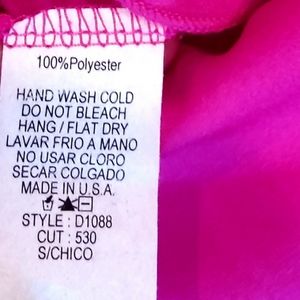 100%Polyester
HAND WASH COLD
DO NOT BLEACH
HANG / FLAT DRY
LAVAR FRIO A MANO
NO USAR CLORO
SECAR COLGADO
MADE IN U.S.A.
STYLE : D1088
CUT : 530
S/CHICO